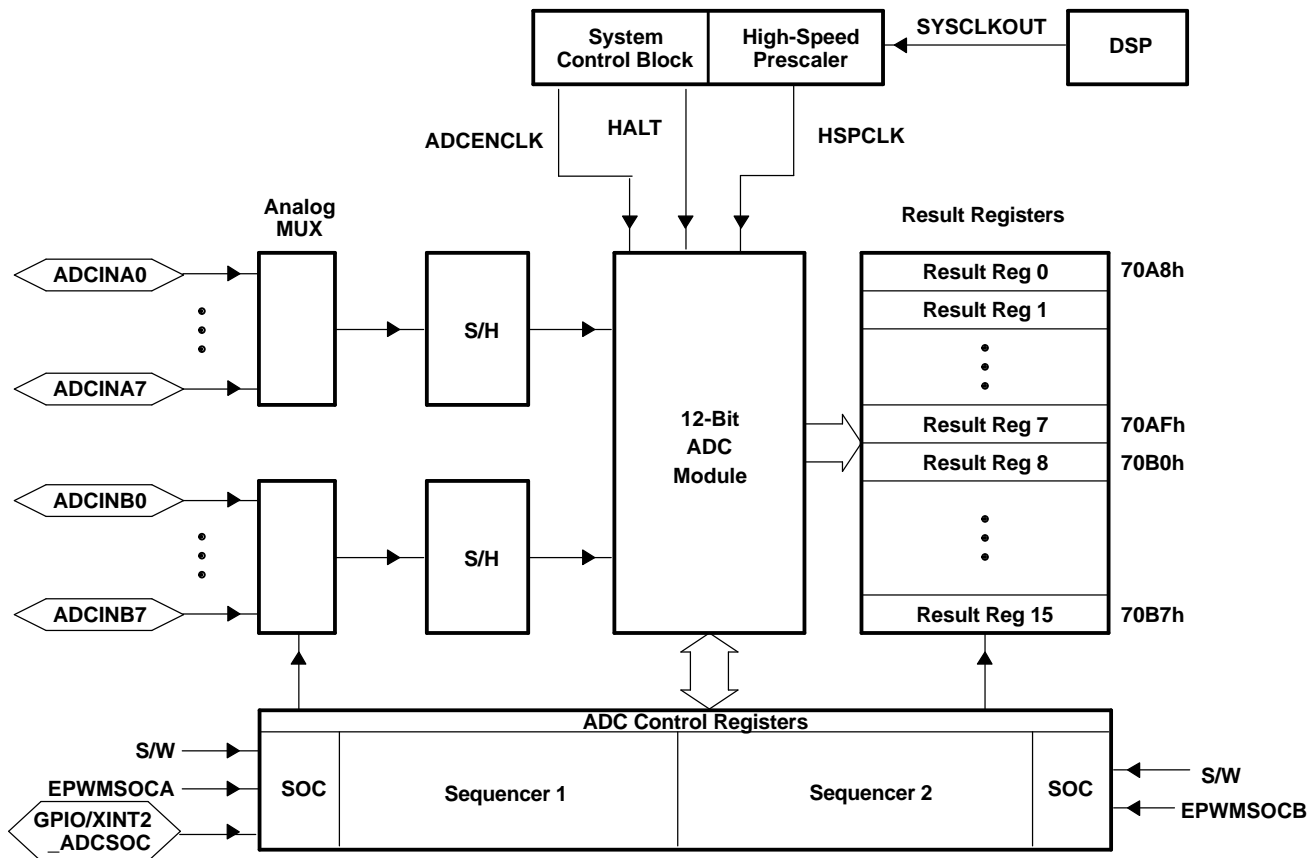 System
Control Block
High-Speed
Prescaler
SYSCLKOUT
DSP
ADCENCLK
HALT
HSPCLK
Analog
MUX
Result Registers
ADCINA0
ADCINA7
S/H
12-Bit
ADC
Module
Result Reg 0
70A8h
Result Reg 1
Result Reg 7
70AFh
Result Reg 8
70B0h
ADCINB0
ADCINB7
S/H
Result Reg 15
70B7h
ADC Control Registers
S/W
EPWMSOCA
GPIO/XINT2
_ADCSOC
SOC
Sequencer 1
Sequencer 2
SOC
S/W
EPWMSOCB